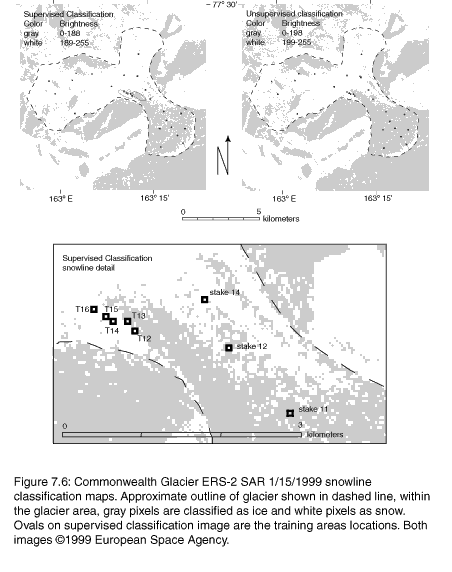 − 77° 30'
Supervised Classification
Color Brightness
gray 0-188
white 189-255
Unsupervised classification
Color Brightness
gray 0-198
white 199-255
163° E
163° 15'
163° E
163° 15'
N
0 5
kilometers
Supervised Classification
snowline detail
stake 14
T16
T15
T13
T14
T12
stake 12
stake 11
0 3
kilometers
Figure 7.6: Commonwealth Glacier ERS-2 SAR 1/15/1999 snowline
classification maps. Approximate outline of glacier shown in dashed line, within
the glacier area, gray pixels are classified as ice and white pixels as snow.
Ovals on supervised classification image are the training areas locations. Both
images ©1999 European Space Agency.